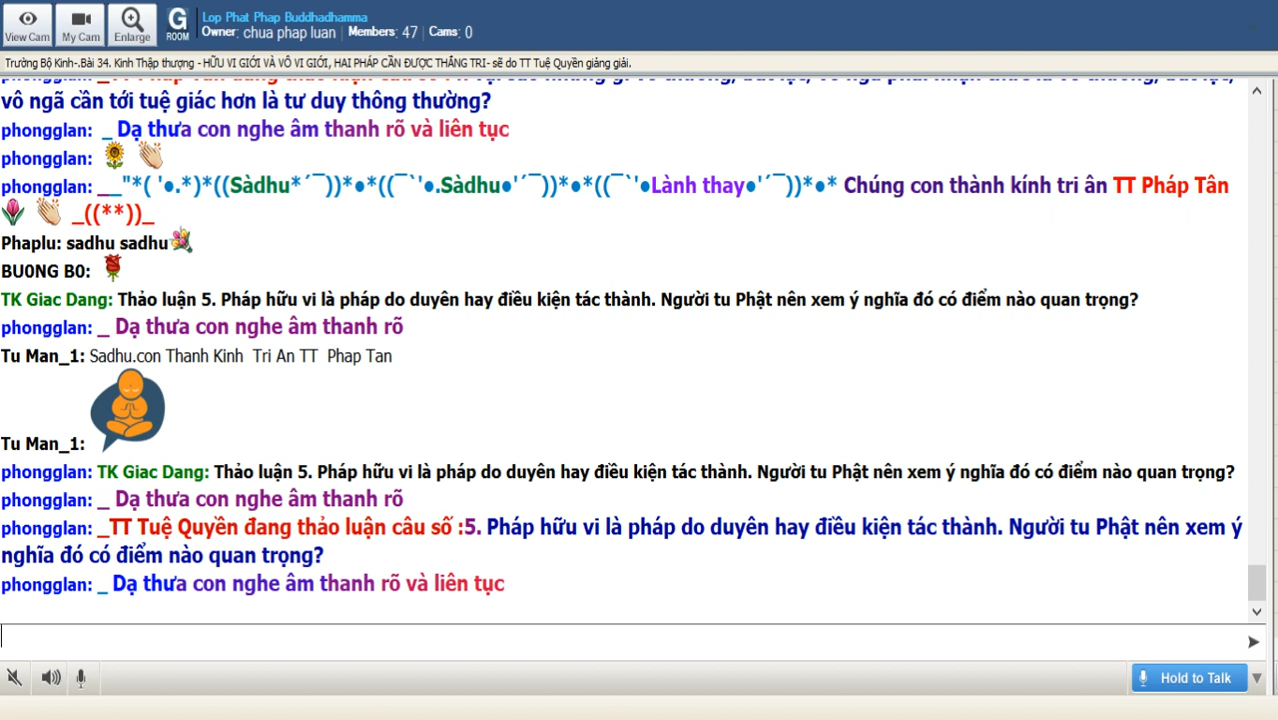 Lop Phat Phap Buddhadhamma
Owner: chua phap luan | Members: 47 | Cams: 0
View Cam
My Cam
Enlarge
G ROOM
Trường Bộ Kinh-.Bài 34. Kinh Thập thượng - HỮU VI GIỚI VÀ VÔ VI GIỚI, HAI PHÁP CẦN ĐƯỢC THẮNG TRI- sẽ do TT Tuệ Quyền giảng giải.
vô ngã cần tới tuệ giác hơn là tư duy thông thường?
phongglan: _ Dạ thưa con nghe âm thanh rõ và liên tục
phongglan:
phongglan: __"*( '●.*)*((Sàdhu*´¯))*●*((¯`'●.Sàdhu●'´¯))*●*((¯`'●Lành thay●'´¯))*●* Chúng con thành kính tri ân TT Pháp Tân
_((**))_
Phaplu: sadhu sadhu
BU0NG B0:
TK Giac Dang: Thảo luận 5. Pháp hữu vi là pháp do duyên hay điều kiện tác thành. Người tu Phật nên xem ý nghĩa đó có điểm nào quan trọng?
phongglan: _ Dạ thưa con nghe âm thanh rõ
Tu Man_1: Sadhu.con Thanh Kinh  Tri An TT  Phap Tan
Tu Man_1:
phongglan: TK Giac Dang: Thảo luận 5. Pháp hữu vi là pháp do duyên hay điều kiện tác thành. Người tu Phật nên xem ý nghĩa đó có điểm nào quan trọng?
phongglan: _ Dạ thưa con nghe âm thanh rõ
phongglan: _TT Tuệ Quyền đang thảo luận câu số :5. Pháp hữu vi là pháp do duyên hay điều kiện tác thành. Người tu Phật nên xem ý
nghĩa đó có điểm nào quan trọng?
phongglan: _ Dạ thưa con nghe âm thanh rõ và liên tục
Hold to Talk